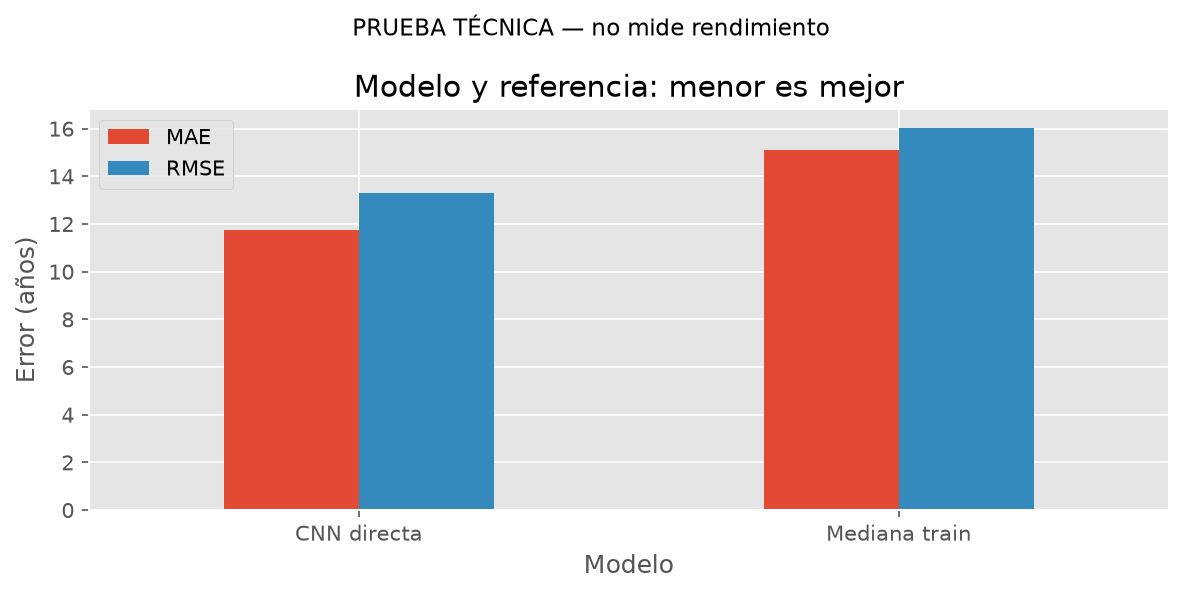 PRUEBA TÉCNICA — no mide rendimiento
Modelo y referencia: menor es mejor
MAE
RMSE
Error (años)
16
14
12
10
8
6
4
2
0
CNN directa
Mediana train
Modelo